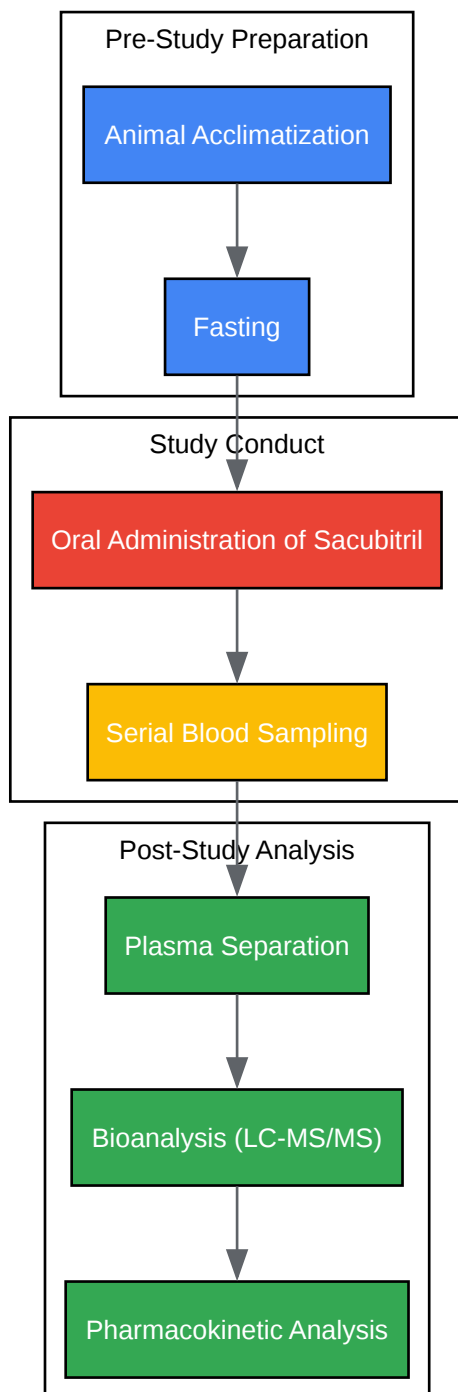 Pre-Study Preparation
Animal Acclimatization
Fasting
Study Conduct
Oral Administration of Sacubitril
Serial Blood Sampling
Post-Study Analysis
Plasma Separation
Bioanalysis (LC-MS/MS)
Pharmacokinetic Analysis